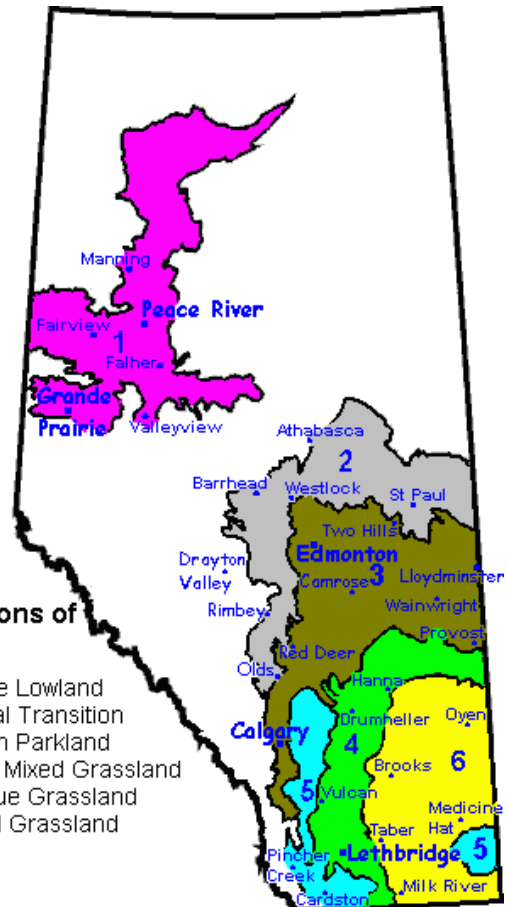 Manning
Peace River
Fairview
1
Falher
Grande
Prairie
Valleyview
Athabasca
2
Barrhead
Westlock
St Paul
Two Hills
Edmonton
Drayton
Valley
Camrose
3
Lloydminster
Wainwright
Rimbey
ons of
Provost
Red Deer
Olds
Hanna
e Lowland
al Transition
n Parkland
Mixed Grassland
ue Grassland
l Grassland
Drumheller
Oyen
Calgary
4
6
Brooks
5
Vulcan
Medicine
Hat
Taber
5
Pincher
Creek
Lethbridge
Cardston
Milk River